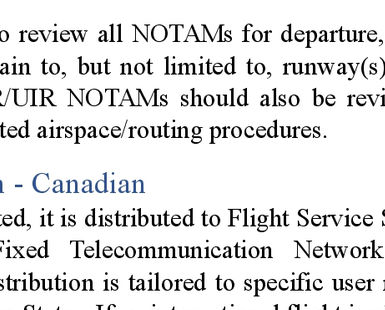 o review all NOTAMs for departure,
ain to, but not limited to, runway(s)
R/UIR NOTAMs should also be revi
ted airspace/routing procedures.
n - Canadian
ted, it is distributed to Flight Service S
Fixed Telecommunication Network
stribution is tailored to specific user